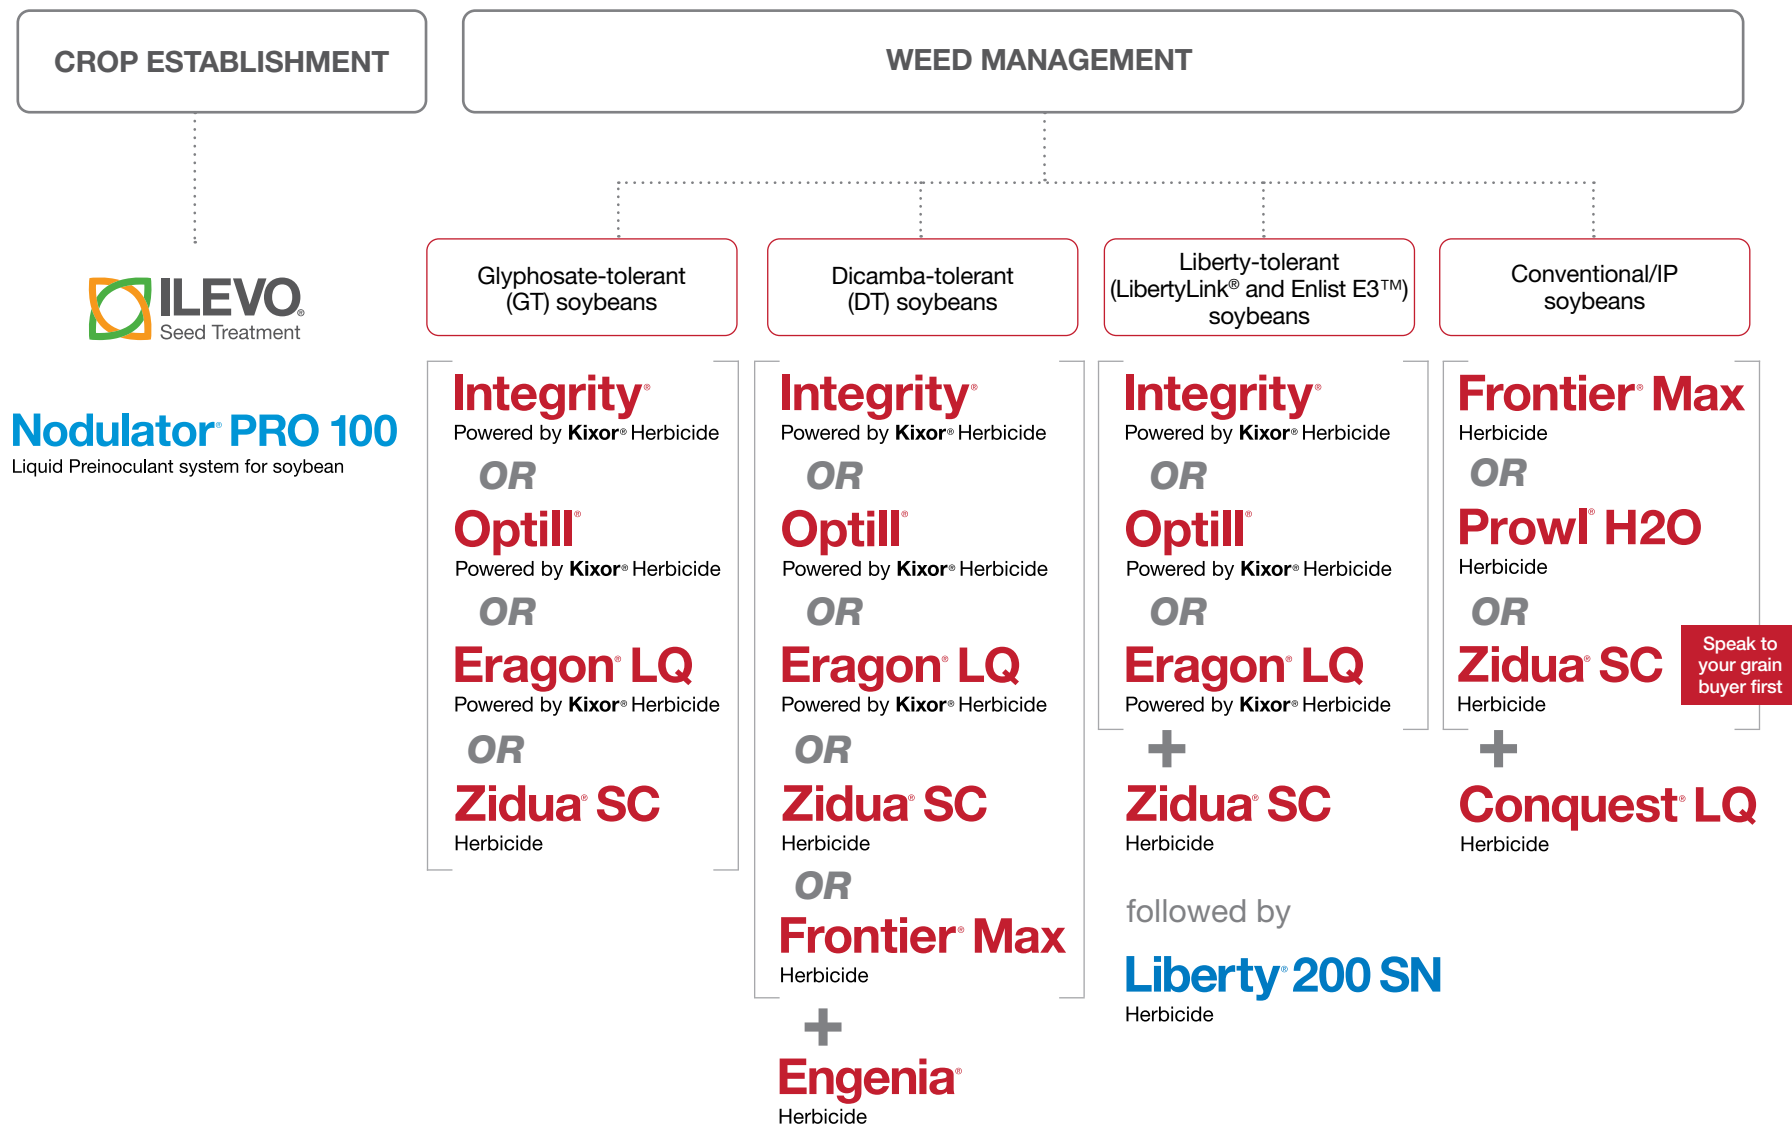 CROP ESTABLISHMENT
WEED MANAGEMENT
ILEVO®
Seed Treatment
Nodulator® PRO 100
Liquid Preinoculant system for soybean
Glyphosate-tolerant
(GT) soybeans
Integrity®
Powered by Kixor® Herbicide
OR
Optill®
Powered by Kixor® Herbicide
OR
Eragon® LQ
Powered by Kixor® Herbicide
OR
Zidua® SC
Herbicide
Dicamba-tolerant
(DT) soybeans
Integrity®
Powered by Kixor® Herbicide
OR
Optill®
Powered by Kixor® Herbicide
OR
Eragon® LQ
Powered by Kixor® Herbicide
OR
Zidua® SC
Herbicide
OR
Frontier® Max
Herbicide
+
Engenia®
Herbicide
Liberty-tolerant
(LibertyLink® and Enlist E3™)
soybeans
Integrity®
Powered by Kixor® Herbicide
OR
Optill®
Powered by Kixor® Herbicide
OR
Eragon® LQ
Powered by Kixor® Herbicide
+
Zidua® SC
Herbicide
followed by
Liberty® 200 SN
Herbicide
Conventional/IP
soybeans
Frontier® Max
Herbicide
OR
Prowl® H2O
Herbicide
OR
Zidua® SC
Herbicide
Speak to
your grain
buyer first
+
Conquest® LQ
Herbicide